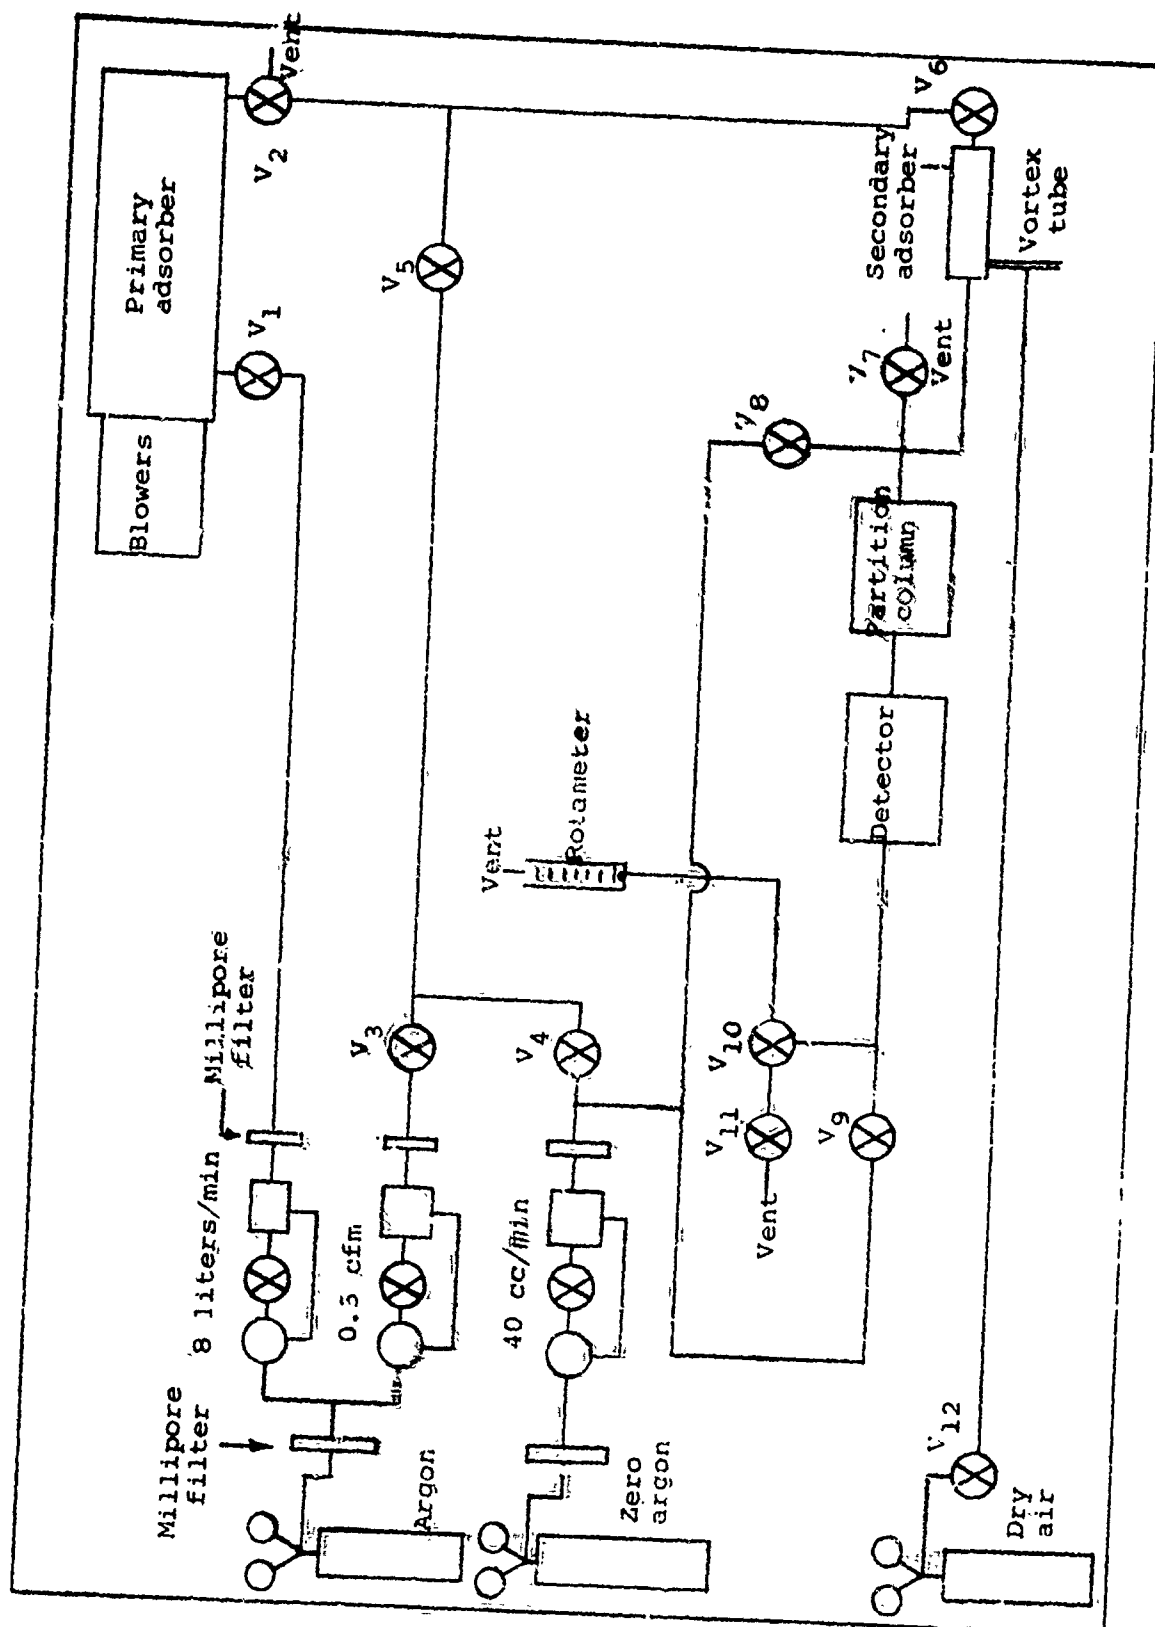 Vent
V2
Primary
adsorber
V1
Blowers
V6
Secondary
adsorber
Vortex
tube
V5
V7
Vent
V8
Partition
column
Detector
Vent
Rotameter
Millipore
filter
V3
V4
V10
V11
V9
Vent
8 liters/min
0.5 cfm
40 cc/min
Millipore
filter
Argon
Zero
argon
V12
Dry
air